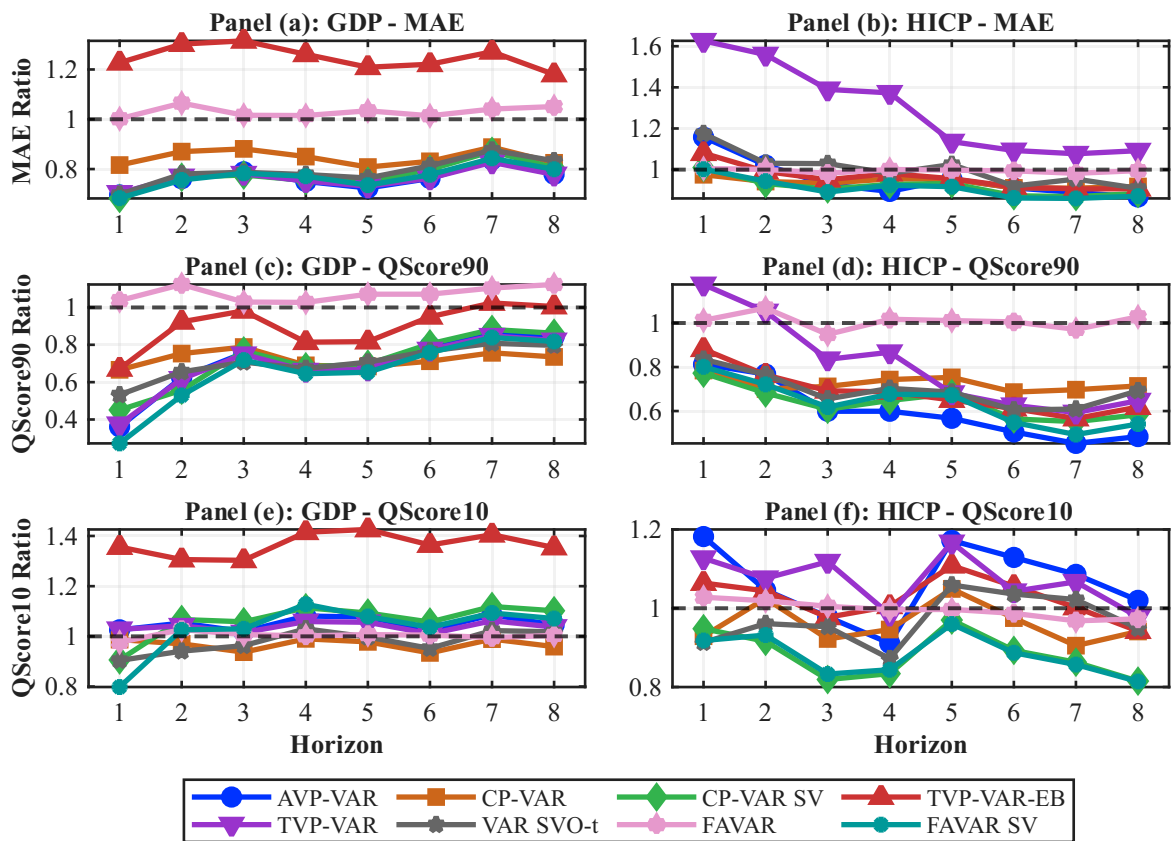 Panel (a): GDP - MAE
MAE Ratio
1.2
1
0.8
1 2 3 4 5 6 7 8
Panel (b): HICP - MAE
1.6
1.4
1.2
1
1 2 3 4 5 6 7 8
Panel (c): GDP - QScore90
QScore90 Ratio
1
0.8
0.6
0.4
1 2 3 4 5 6 7 8
Panel (d): HICP - QScore90
1
0.8
0.6
1 2 3 4 5 6 7 8
Panel (e): GDP - QScore10
QScore10 Ratio
1.4
1.2
1
0.8
1 2 3 4 5 6 7 8
Horizon
Panel (f): HICP - QScore10
1.2
1
0.8
1 2 3 4 5 6 7 8
Horizon
AVP-VAR CP-VAR CP-VAR SV TVP-VAR-EB
TVP-VAR VAR SVO-t FAVAR FAVAR SV